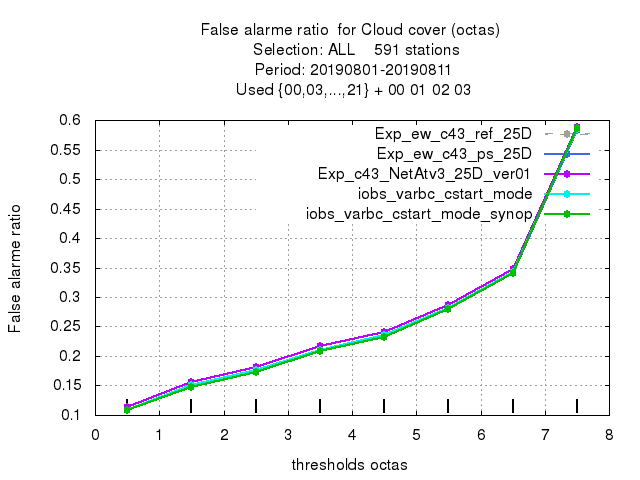 False alarme ratio  for Cloud cover (octas)
Selection: ALL    591 stations
Period: 20190801-20190811
Used {00,03,...,21} + 00 01 02 03
Exp_ew_c43_ref_25D
Exp_ew_c43_ps_25D
Exp_c43_NetAtv3_25D_ver01
iobs_varbc_cstart_mode
iobs_varbc_cstart_mode_synop
False alarme ratio
0.6
0.55
0.5
0.45
0.4
0.35
0.3
0.25
0.2
0.15
0.1
0 1 2 3 4 5 6 7 8
thresholds octas